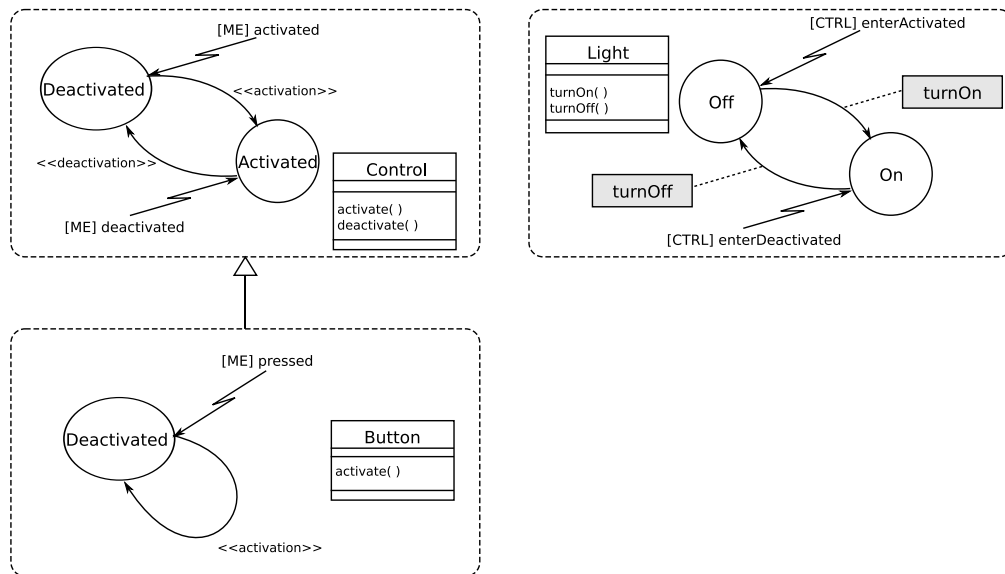 [ME] activated
Deactivated
<<activation>>
<<deactivation>>
Activated
[ME] deactivated
Control
activate( )
deactivate( )
[CTRL] enterActivated
Light
turnOn( )
turnOff( )
Off
turnOn
turnOff
On
[CTRL] enterDeactivated
[ME] pressed
Deactivated
Button
activate( )
<<activation>>